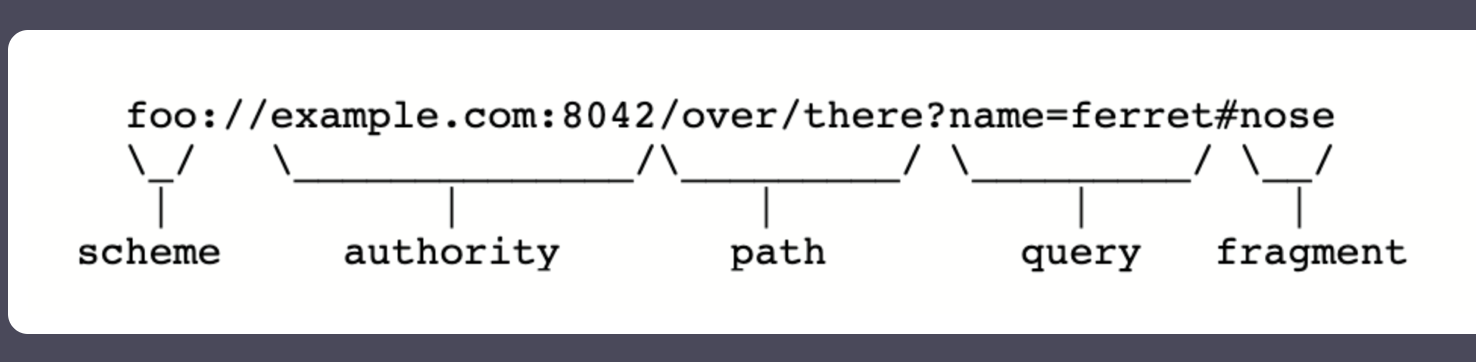 foo://example.com:8042/over/there?name=ferret#nose
\_/   \______________/\_________/ \_________/ \__/
 |           |            |            |        |
scheme     authority       path        query   fragment